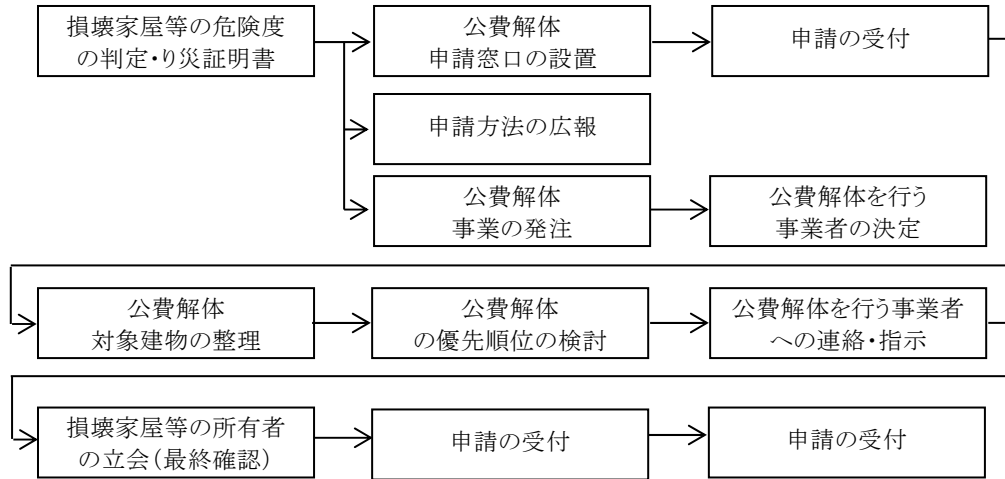 損壊家屋等の危険度
の判定・り災証明書
公費解体
申請窓口の設置
申請の受付
申請方法の広報
公費解体
事業の発注
公費解体を行う
事業者の決定
公費解体
対象建物の整理
公費解体
の優先順位の検討
公費解体を行う事業者
への連絡・指示
損壊家屋等の所有者
の立会(最終確認)
申請の受付
申請の受付